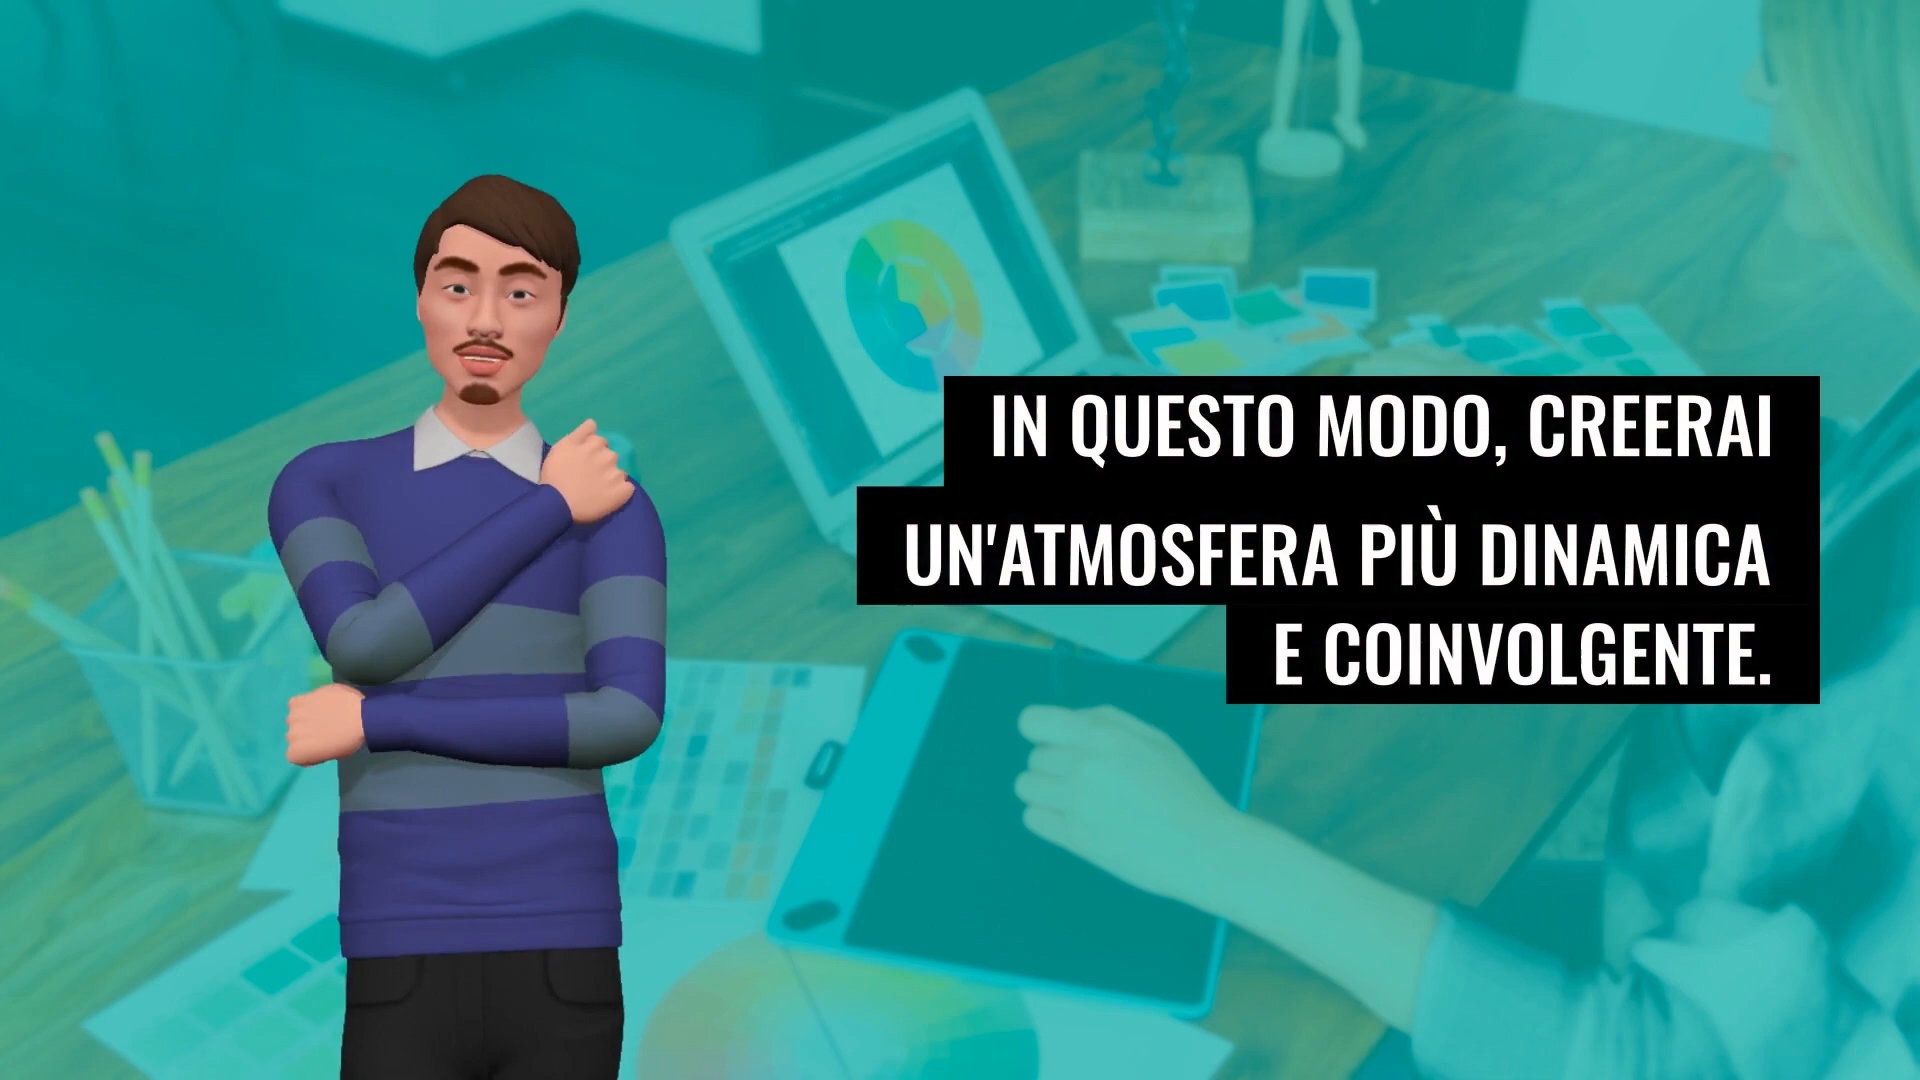 IN QUESTO MODO, CREERAI
UN'ATMOSFERA PIÙ DINAMICA
E COINVOLGENTE.